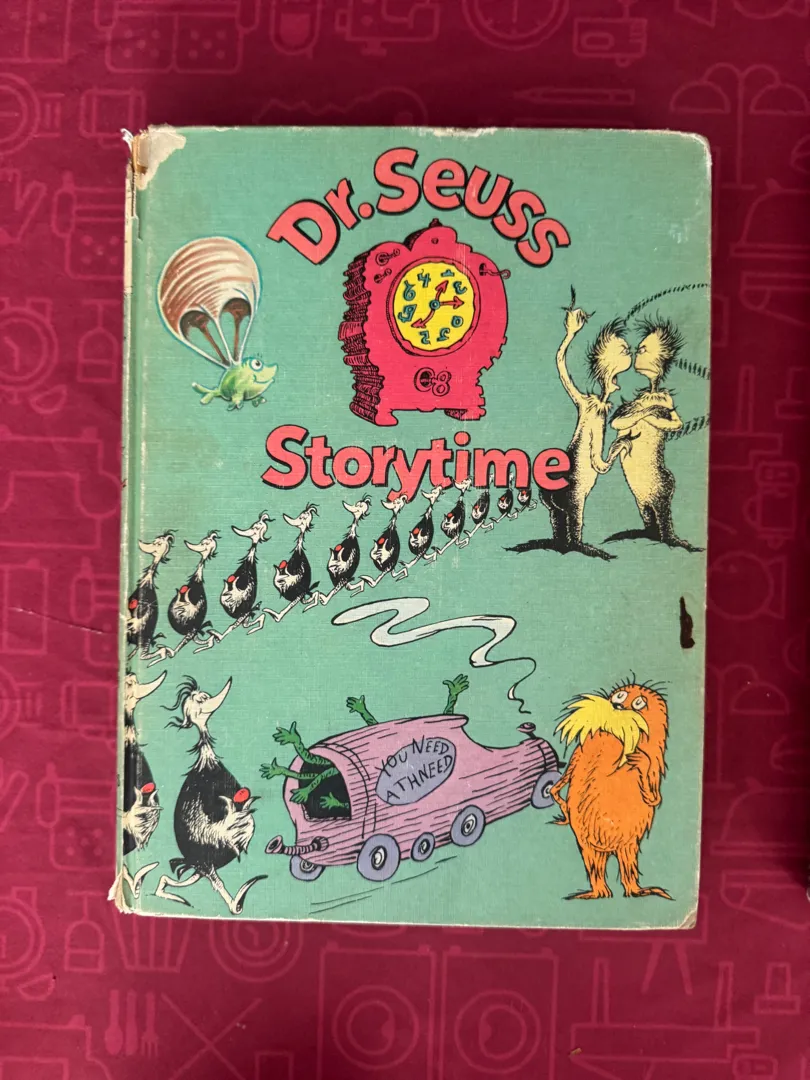 Dr. Seuss
Storytime
YOU NEED
A THNEED